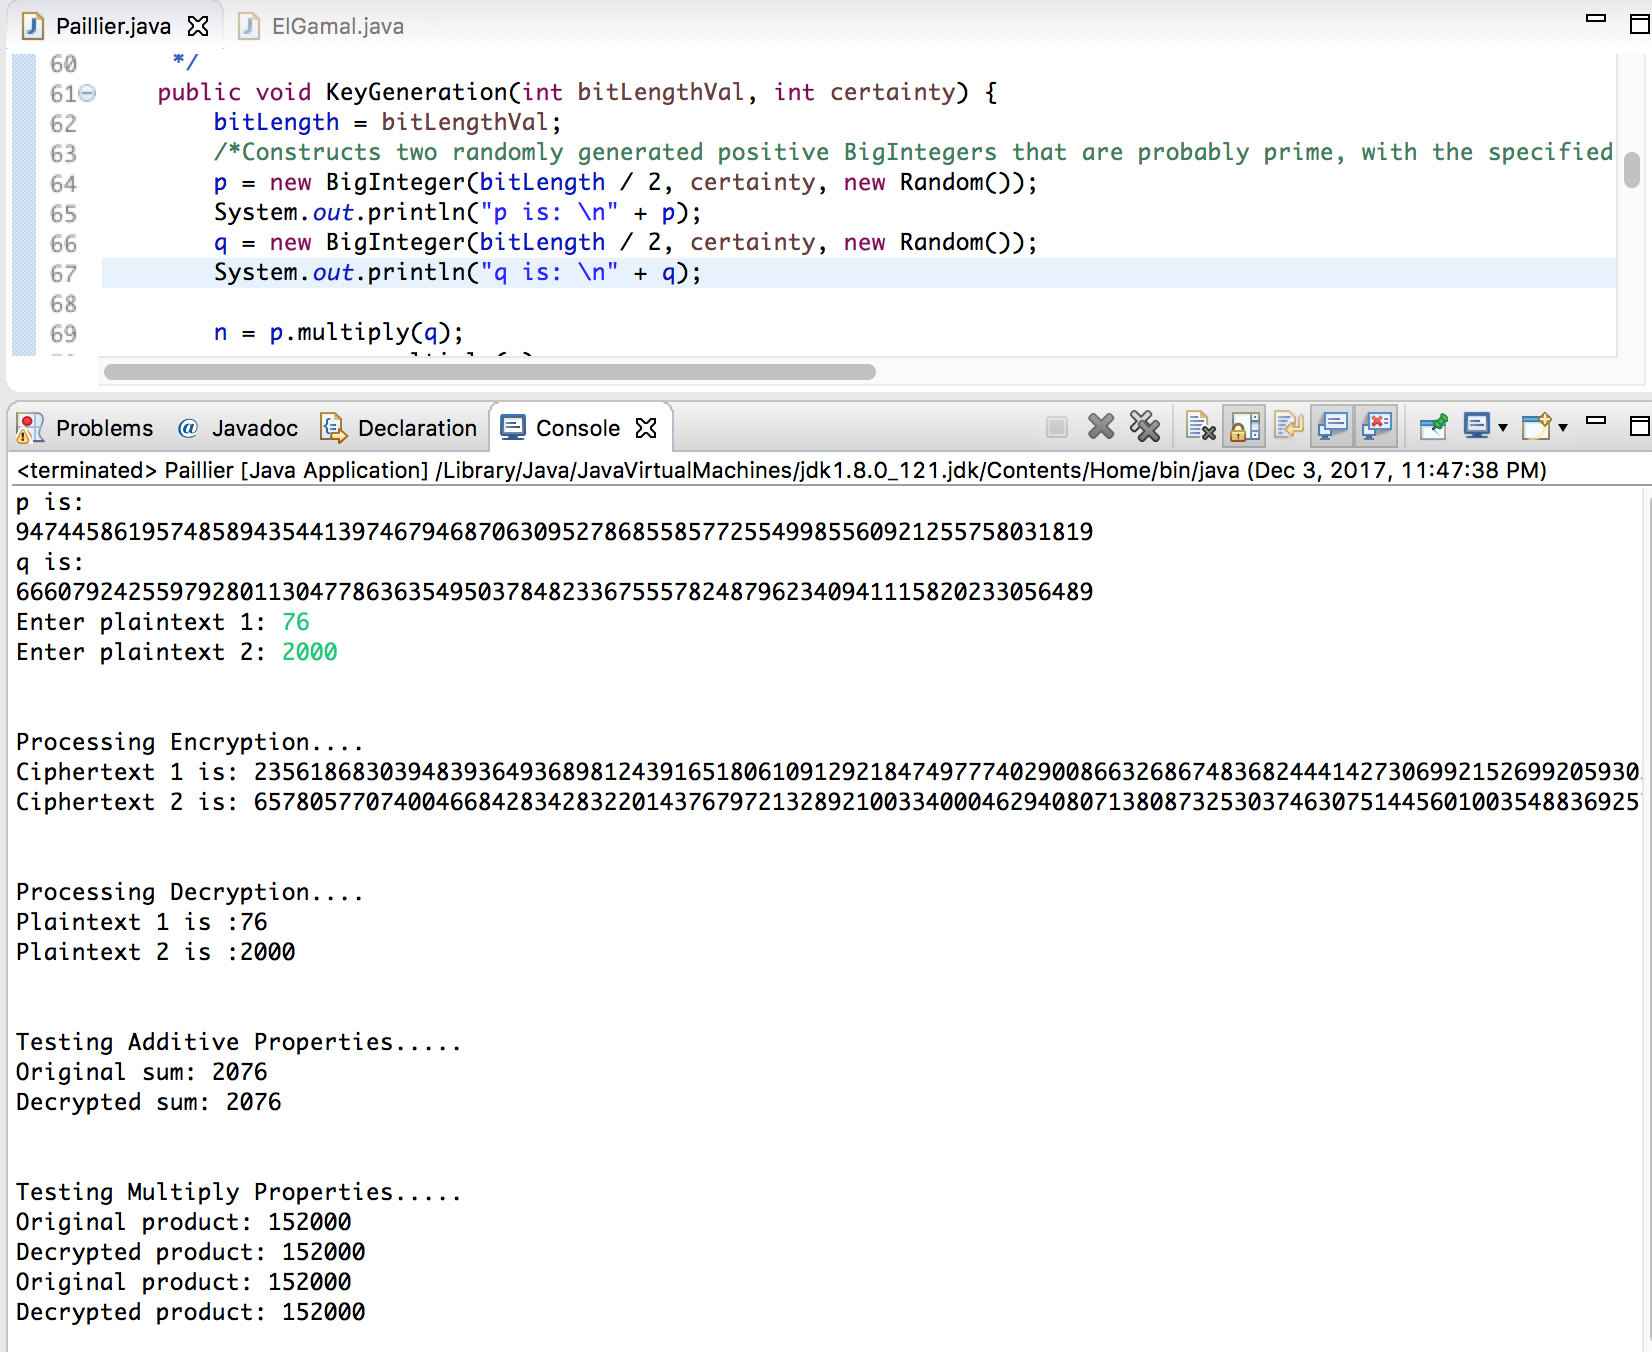 Paillier.java
ElGamal.java
60 */
61 public void KeyGeneration(int bitLengthVal, int certainty) {
62 bitLength = bitLengthVal;
63 /*Constructs two randomly generated positive BigIntegers that are probably prime, with the specified
64 p = new BigInteger(bitLength / 2, certainty, new Random());
65 System.out.println("p is: \n" + p);
66 q = new BigInteger(bitLength / 2, certainty, new Random());
67 System.out.println("q is: \n" + q);
68
69 n = p.multiply(q);
Problems @ Javadoc Declaration Console
<terminated> Paillier [Java Application] /Library/Java/JavaVirtualMachines/jdk1.8.0_121.jdk/Contents/Home/bin/java (Dec 3, 2017, 11:47:38 PM)
p is:
94744586195748589435441397467946870630952786855857725549985560921255758031819
q is:
66607924255979280113047786363549503784823367555782487962340941115820233056489
Enter plaintext 1: 76
Enter plaintext 2: 2000
Processing Encryption....
Ciphertext 1 is: 2356186830394839364936898124391651806109129218474977740290086632686748368244414273069921526992059 30
Ciphertext 2 is: 657805770740046684283428322014376797213289210033400046294080713808732530374630751445601003548836925
Processing Decryption....
Plaintext 1 is :76
Plaintext 2 is :2000
Testing Additive Properties.....
Original sum: 2076
Decrypted sum: 2076
Testing Multiply Properties.....
Original product: 152000
Decrypted product: 152000
Original product: 152000
Decrypted product: 152000